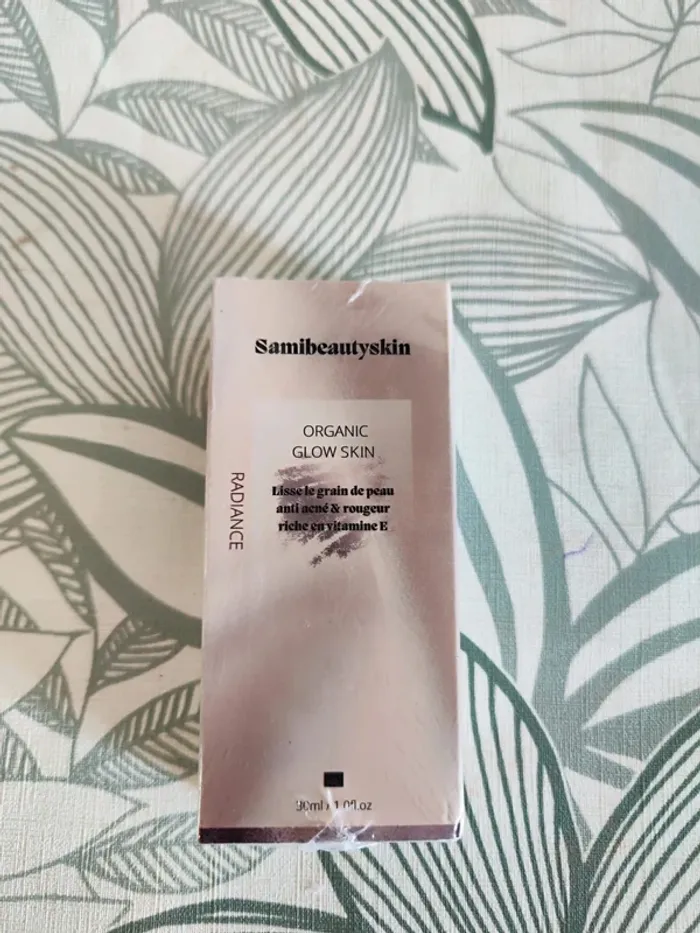 Samibeautyskin
ORGANIC
GLOW SKIN
RADIANCE
Lisse le grain de peau
anti acné & rougeur
riche en vitamine E
30ml / 1.0fl.oz